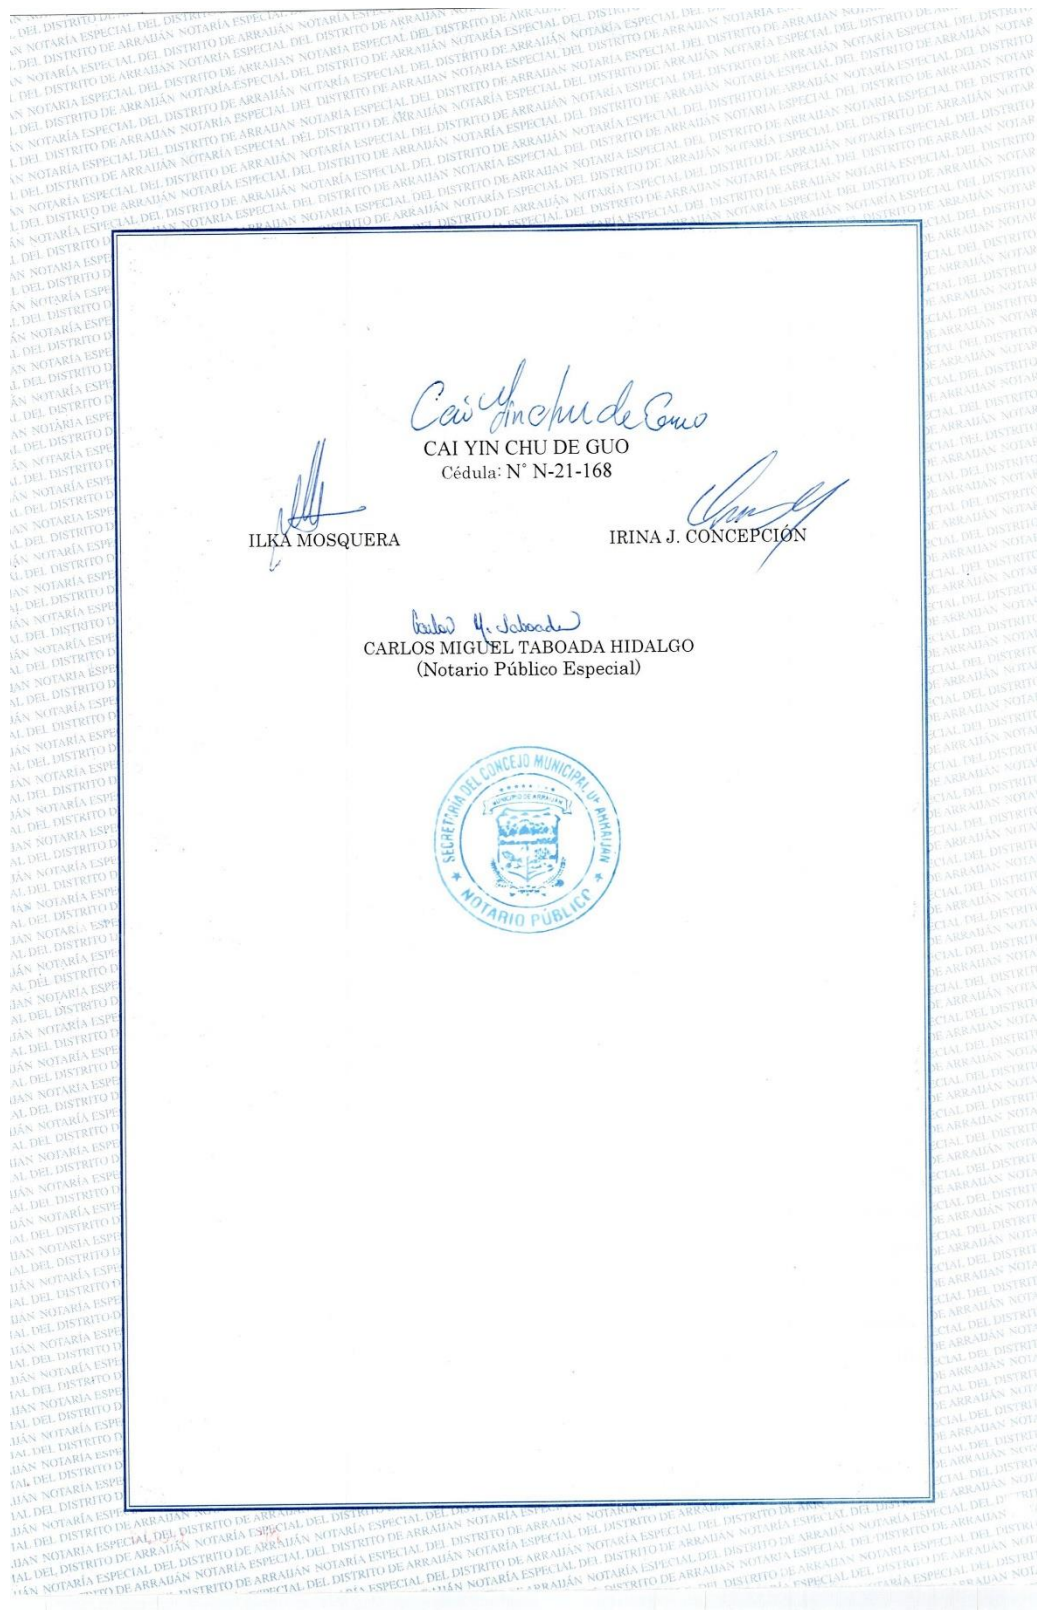 Cai Yin chu de Guo
CAI YIN CHU DE GUO
Cédula: N° N-21-168
ILKA MOSQUERA
IRINA J. CONCEPCIÓN
Carlos M. Taboada
CARLOS MIGUEL TABOADA HIDALGO
(Notario Público Especial)
SECRETARÍA DEL CONCEJO MUNICIPAL DE ARRAIJÁN
MUNICIPIO DE ARRAIJÁN
NOTARIO PÚBLICO
NOTARÍA ESPECIAL DEL DISTRITO DE ARRAIJÁN